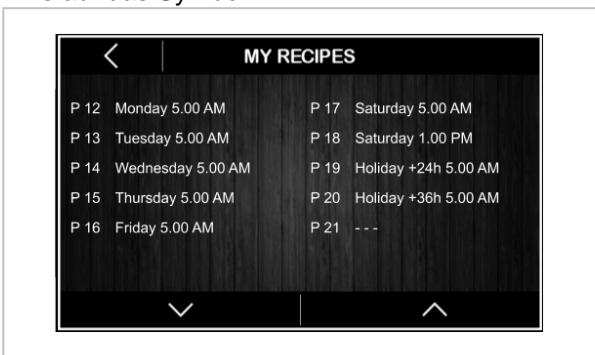 MY RECIPES
P 12 Monday 5.00 AM
P 13 Tuesday 5.00 AM
P 14 Wednesday 5.00 AM
P 15 Thursday 5.00 AM
P 16 Friday 5.00 AM
P 17 Saturday 5.00 AM
P 18 Saturday 1.00 PM
P 19 Holiday +24h 5.00 AM
P 20 Holiday +36h 5.00 AM
P 21 - - -